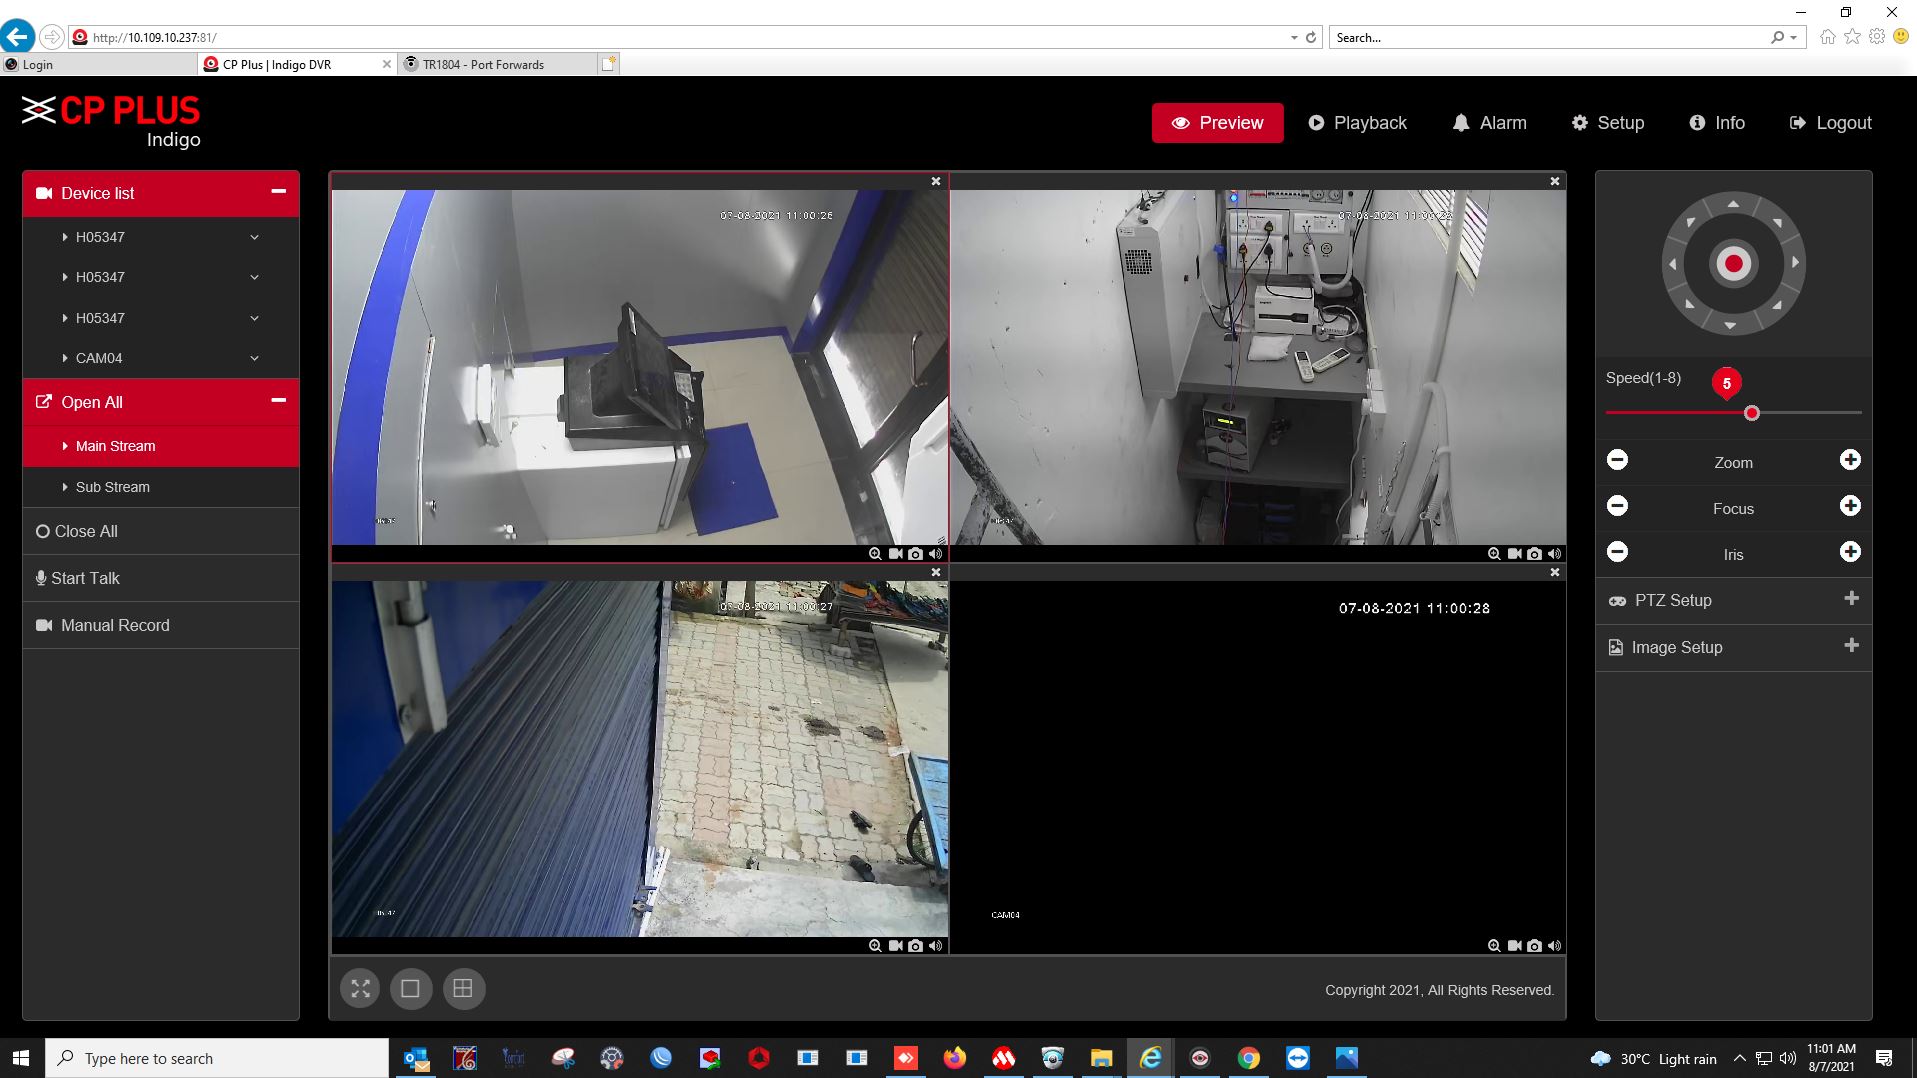 http://10.109.10.237:81/
Search...
Login
CP Plus | Indigo DVR
TR1804 - Port Forwards
CP PLUS
Indigo
Preview
Playback
Alarm
Setup
Info
Logout
Device list
H05347
H05347
H05347
CAM04
Open All
Main Stream
Sub Stream
Close All
Start Talk
Manual Record
07-08-2021 11:00:26
07-08-2021 11:00:27
07-08-2021 11:00:28
CAM04
Speed(1-8)
5
Zoom
Focus
Iris
PTZ Setup
Image Setup
Copyright 2021, All Rights Reserved.
Type here to search
30°C Light rain
11:01 AM
8/7/2021